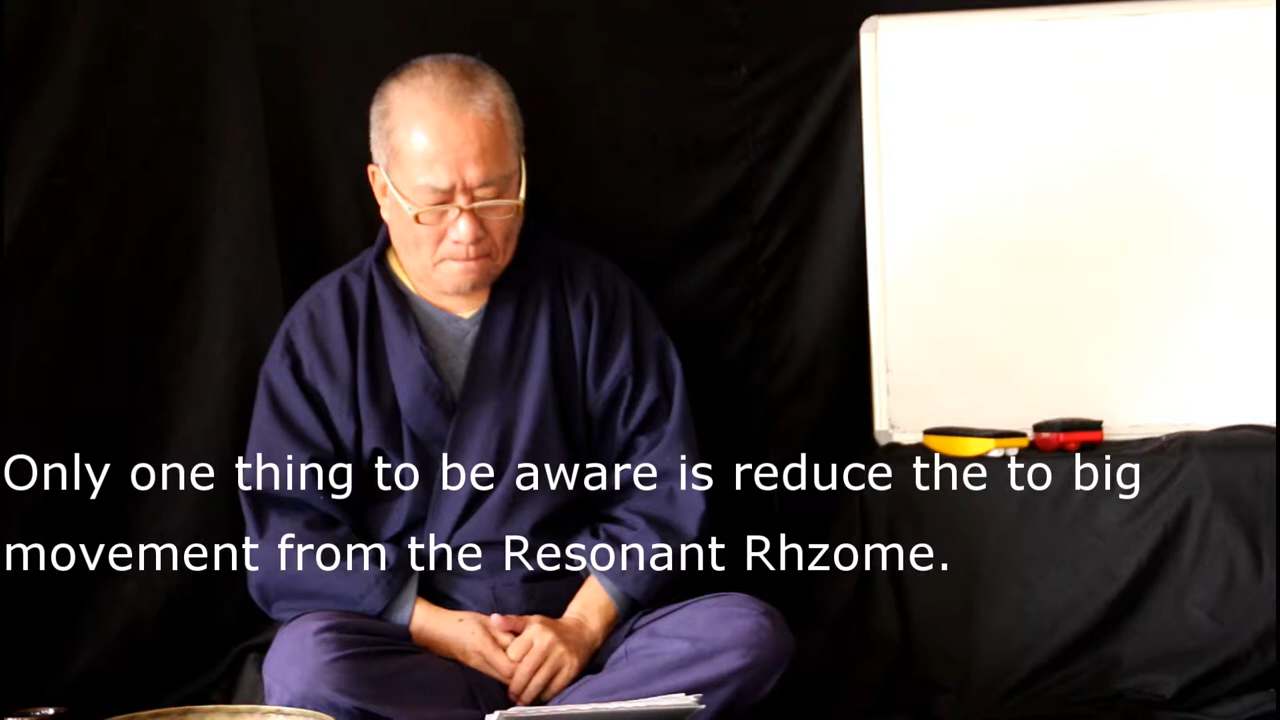 Only one thing to be aware is reduce the to big
movement from the Resonant Rhzome.